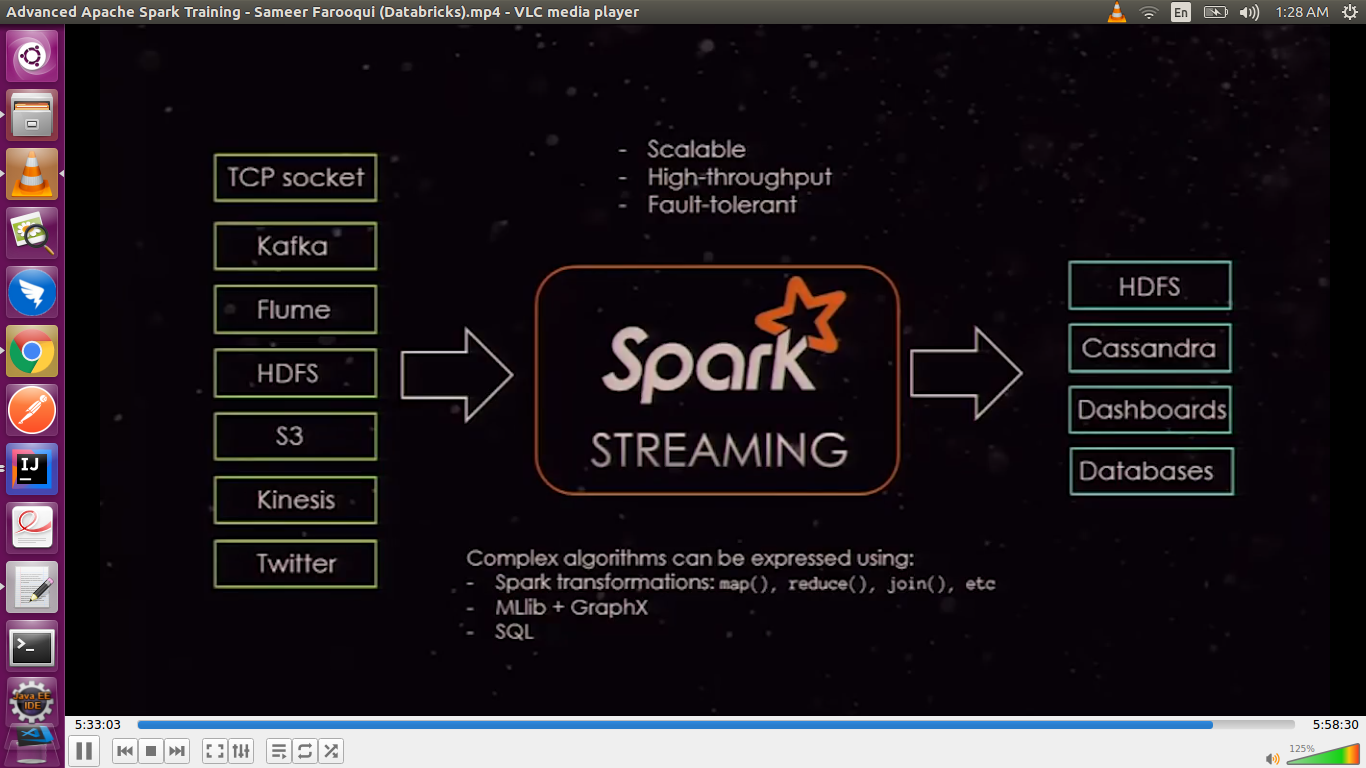 Advanced Apache Spark Training - Sameer Farooqui (Databricks).mp4 - VLC media player
En
1:28 AM
TCP socket
Kafka
Flume
HDFS
S3
Kinesis
Twitter
- Scalable
- High-throughput
- Fault-tolerant
Spark
STREAMING
HDFS
Cassandra
Dashboards
Databases
Complex algorithms can be expressed using:
- Spark transformations: map(), reduce(), join(), etc
- MLlib + GraphX
- SQL
IJ
Java EE
IDE
5:33:03
5:58:30
125%